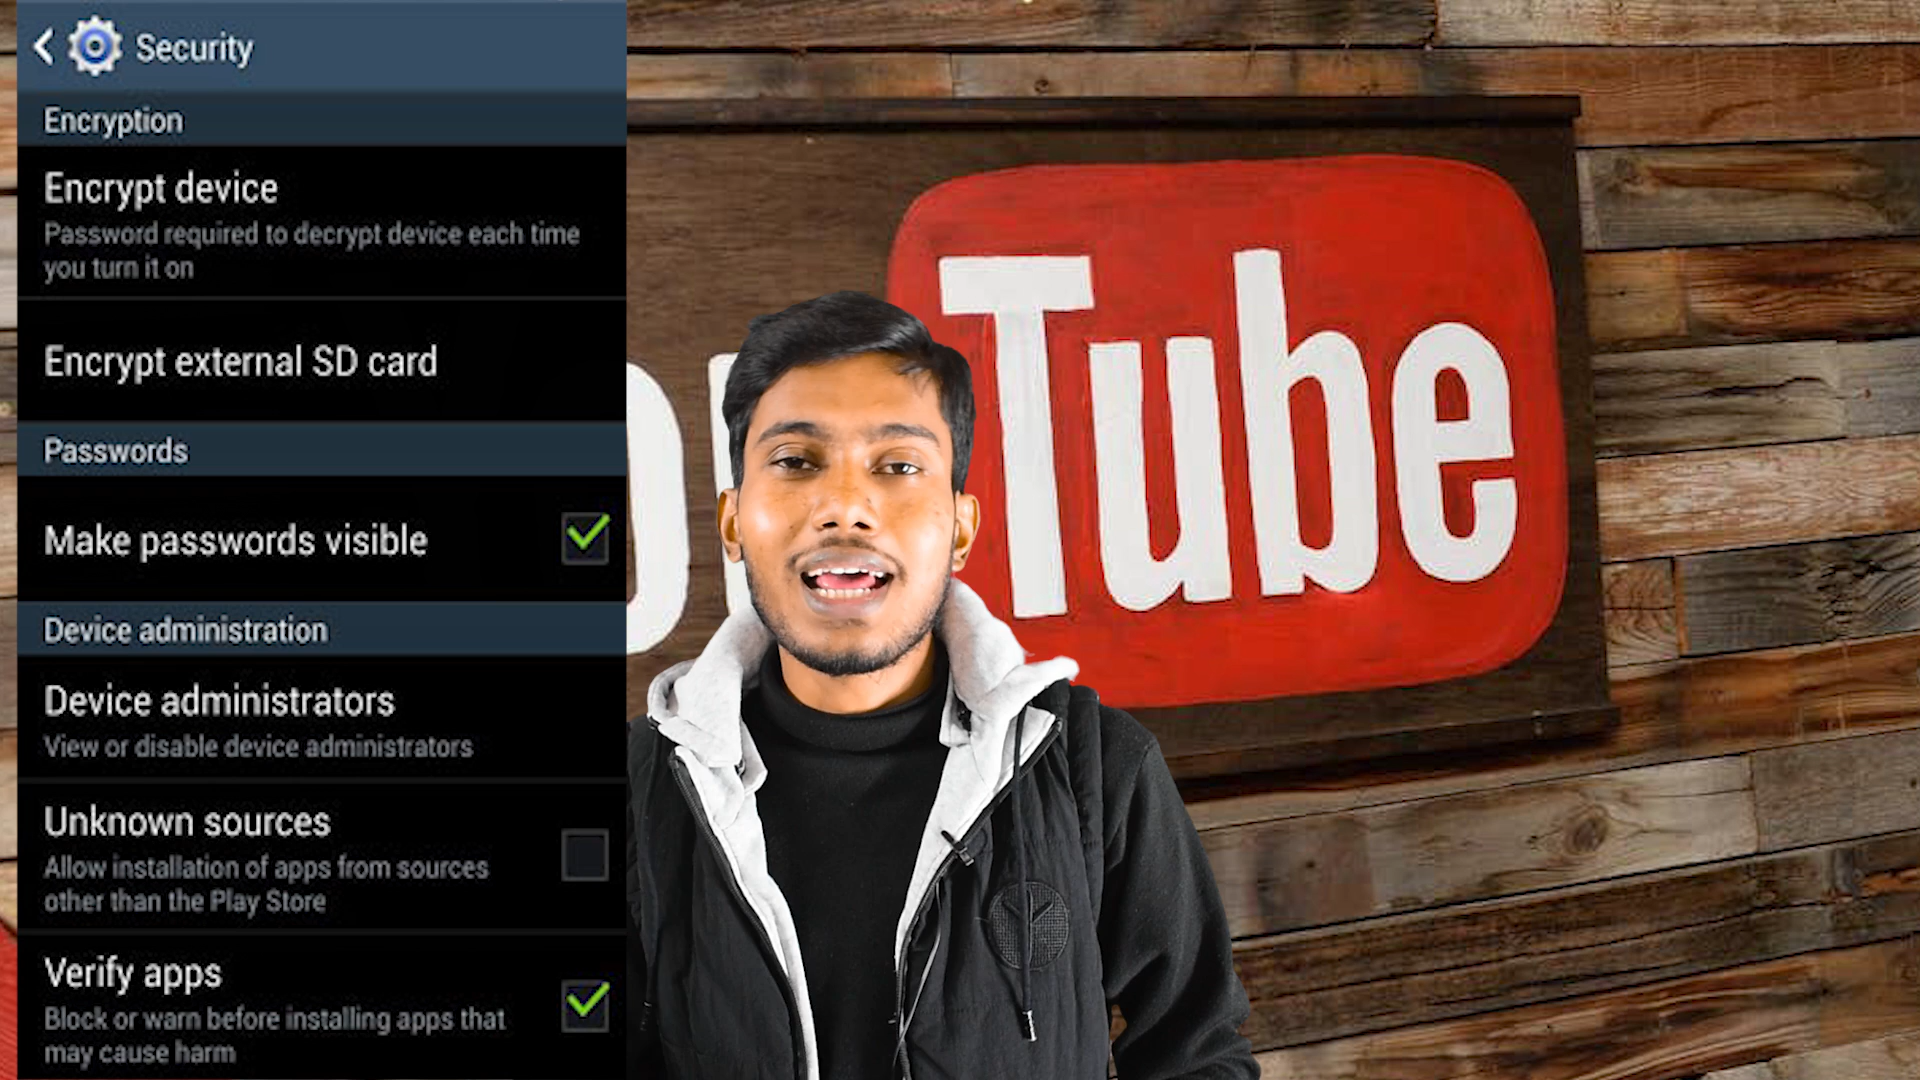 Security
Encryption
Encrypt device
Password required to decrypt device each time
you turn it on
Encrypt external SD card
Passwords
Make passwords visible
Device administration
Device administrators
View or disable device administrators
Unknown sources
Allow installation of apps from sources
other than the Play Store
Verify apps
Block or warn before installing apps that
may cause harm
Tube